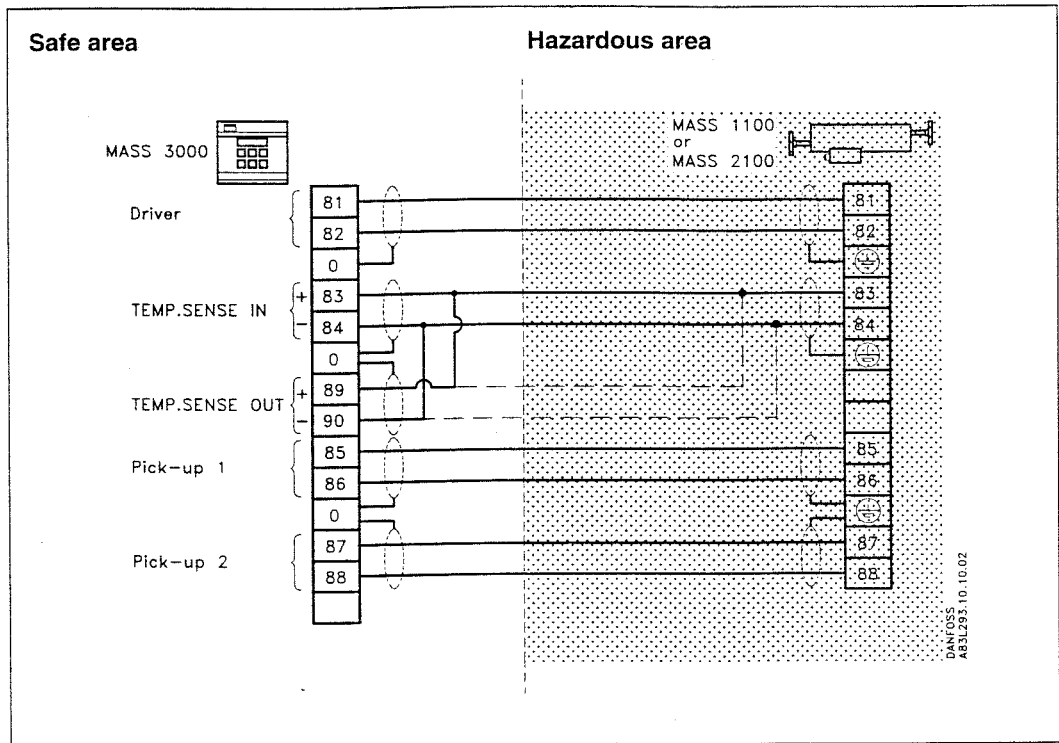 Safe area
Hazardous area
MASS 3000
MASS 1100
or
MASS 2100
Driver
81
82
0
TEMP.SENSE IN
+
83
−
84
0
TEMP.SENSE OUT
+
89
−
90
Pick-up 1
85
86
0
Pick-up 2
87
88
81
82
83
84
85
86
87
88
DANFOSS
A83L293.10.10.02